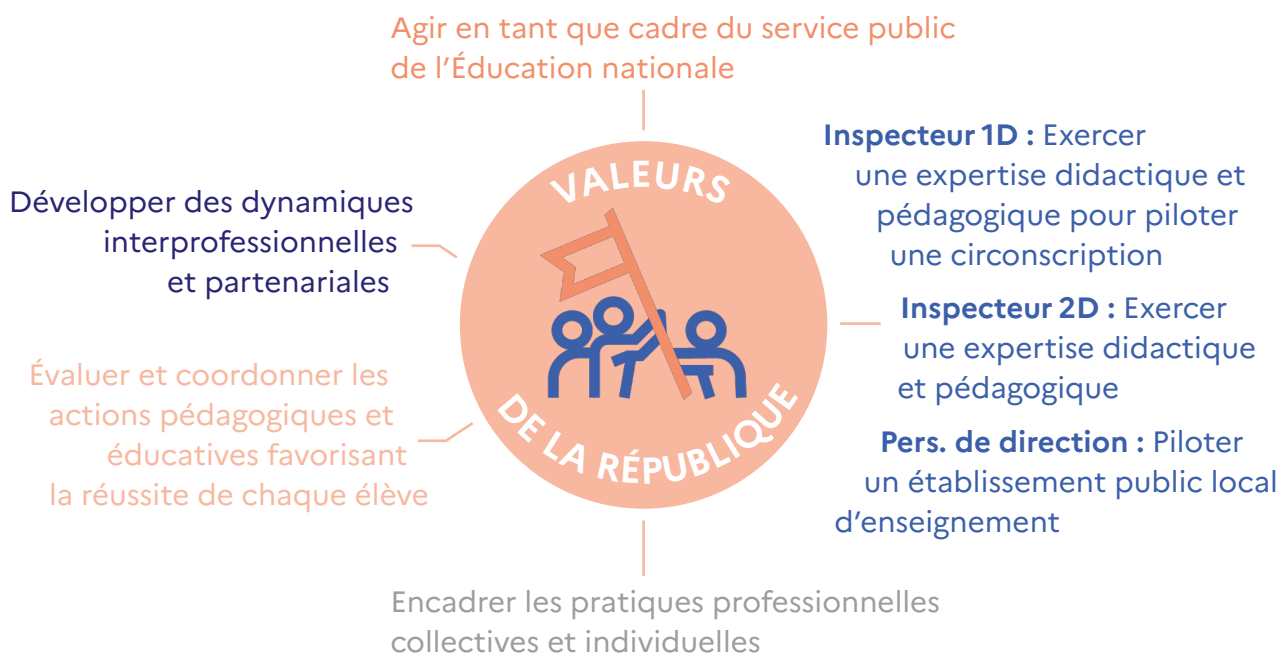 Agir en tant que cadre du service public
de l’Éducation nationale
VALEURS
DE LA RÉPUBLIQUE
Inspecteur 1D : Exercer
une expertise didactique et
pédagogique pour piloter
une circonscription
Inspecteur 2D : Exercer
une expertise didactique
et pédagogique
Pers. de direction : Piloter
un établissement public local
d’enseignement
Encadrer les pratiques professionnelles
collectives et individuelles
Évaluer et coordonner les
actions pédagogiques et
éducatives favorisant
la réussite de chaque élève
Développer des dynamiques
interprofessionnelles
et partenariales